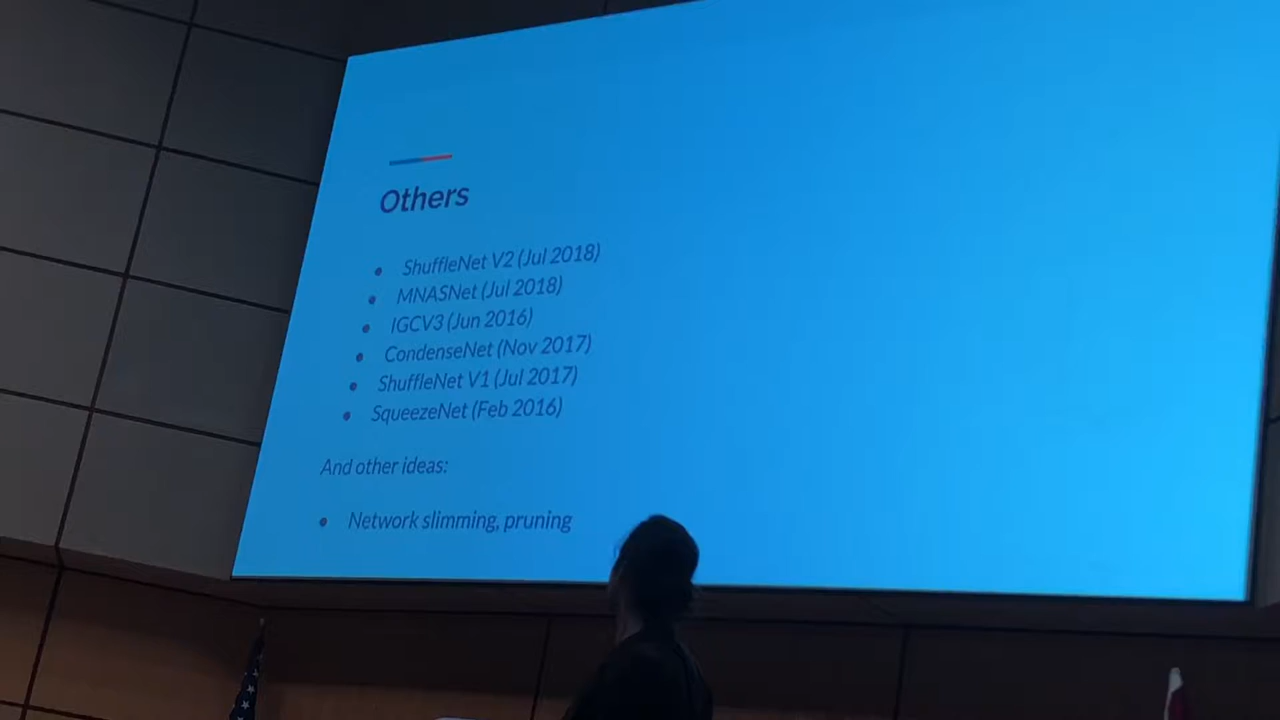 Others
• ShuffleNet V2 (Jul 2018)
• MNASNet (Jul 2018)
• IGCV3 (Jun 2016)
• CondenseNet (Nov 2017)
• ShuffleNet V1 (Jul 2017)
• SqueezeNet (Feb 2016)
And other ideas:
• Network slimming, pruning